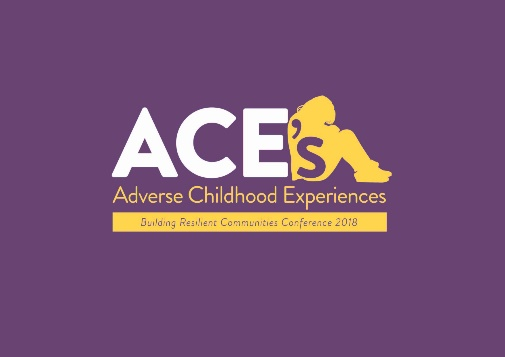 ACE's
Adverse Childhood Experiences
Building Resilient Communities Conference 2018